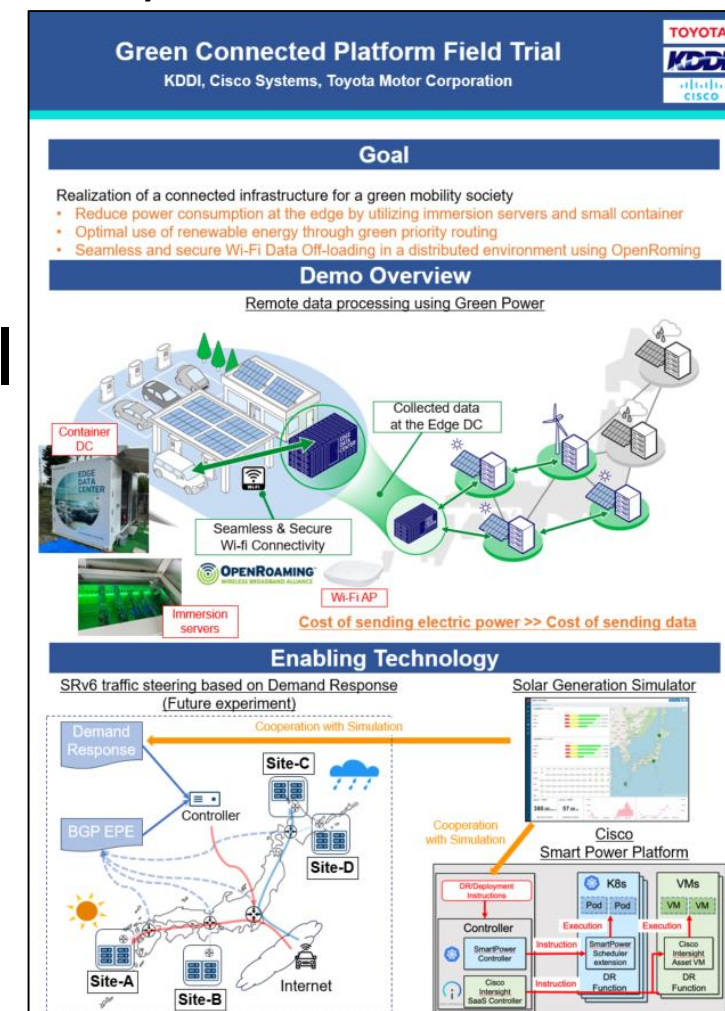 Green Connected Platform Field Trial
KDDI, Cisco Systems, Toyota Motor Corporation
TOYOTA
KDDI
CISCO
Goal
Realization of a connected infrastructure for a green mobility society
• Reduce power consumption at the edge by utilizing immersion servers and small container
• Optimal use of renewable energy through green priority routing
• Seamless and secure Wi-Fi Data Off-loading in a distributed environment using OpenRoming
Demo Overview
Remote data processing using Green Power
Collected data
at the Edge DC
Container
DC
EDGE
DATA
CENTER
EDGE
DATA
CENTER
Wi-Fi
Seamless & Secure
Wi-fi Connectivity
OPENROAMING
WIRELESS BROADBAND ALLIANCE
Wi-Fi AP
Immersion
servers
Cost of sending electric power >> Cost of sending data
Enabling Technology
SRv6 traffic steering based on Demand Response
(Future experiment)
Solar Generation Simulator
Cooperation with Simulation
Demand
Response
BGP EPE
Controller
Site-C
Site-D
Site-A
Site-B
Internet
Cooperation
with Simulation
Cisco
Smart Power Platform
DR/Deployment
Instructions
Controller
SmartPower
Controller
Cisco
Intersight
SaaS Controller
Instruction
Instruction
K8s
Pod
Pod
Execution
SmartPower
Scheduler
extension
DR
Function
VMs
VM
VM
Execution
Cisco
Intersight
Asset VM
DR
Function